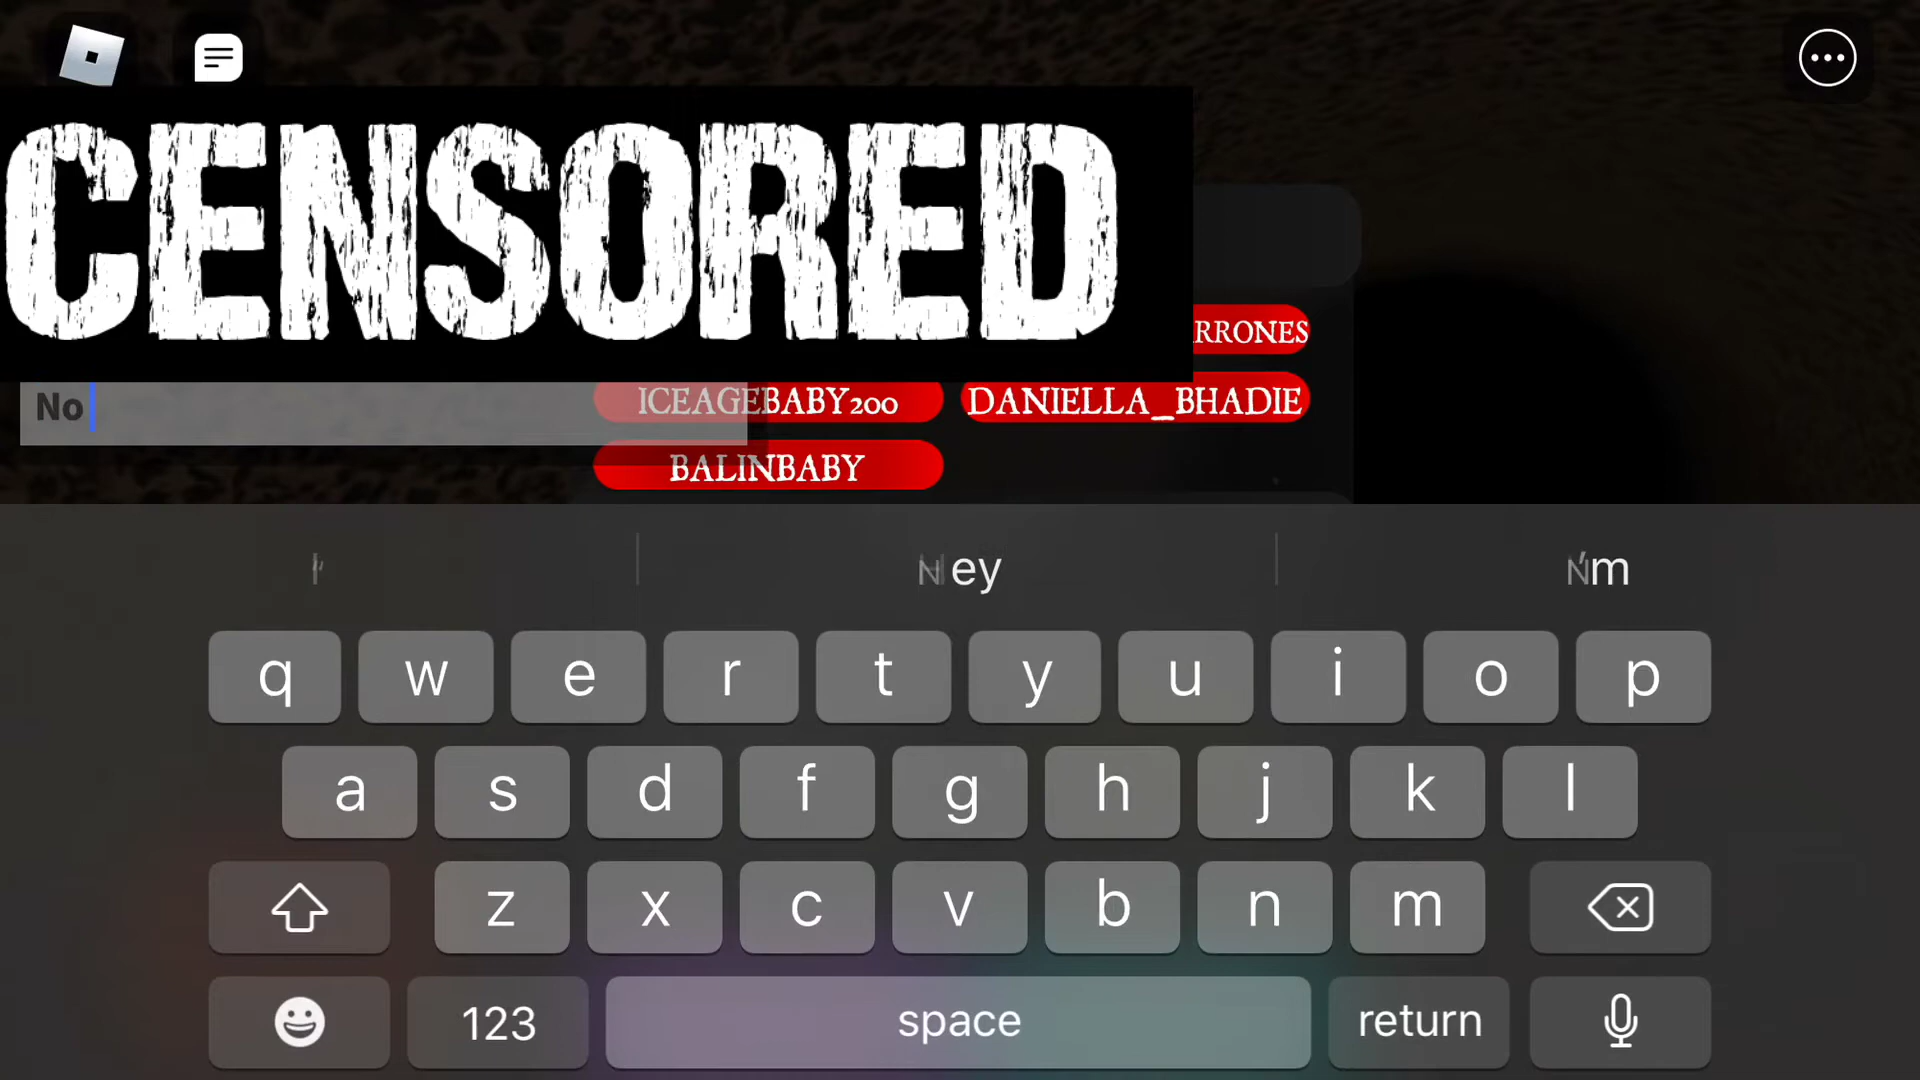 CENSORED
RRONES
No
ICEAGEBABY200
DANIELLA_BHADIE
BALINBABY
ey
'm
q w e r t y u i o p
a s d f g h j k l
z x c v b n m
123 space return